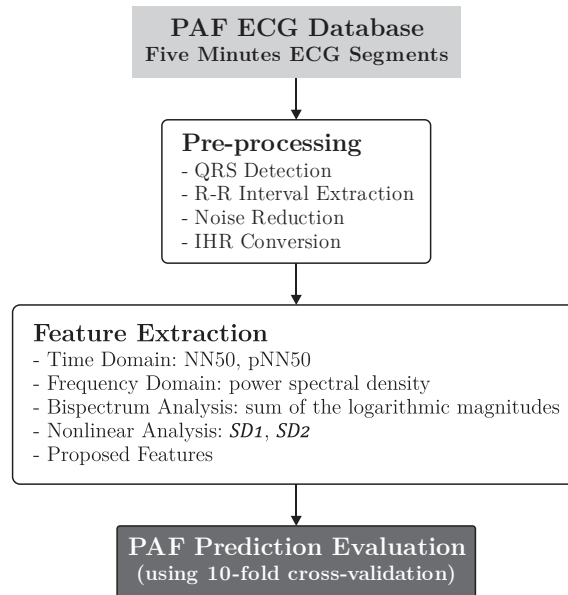 PAF ECG Database
Five Minutes ECG Segments
Pre-processing
- QRS Detection
- R-R Interval Extraction
- Noise Reduction
- IHR Conversion
Feature Extraction
- Time Domain: NN50, pNN50
- Frequency Domain: power spectral density
- Bispectrum Analysis: sum of the logarithmic magnitudes
- Nonlinear Analysis: SD1, SD2
- Proposed Features
PAF Prediction Evaluation
(using 10-fold cross-validation)